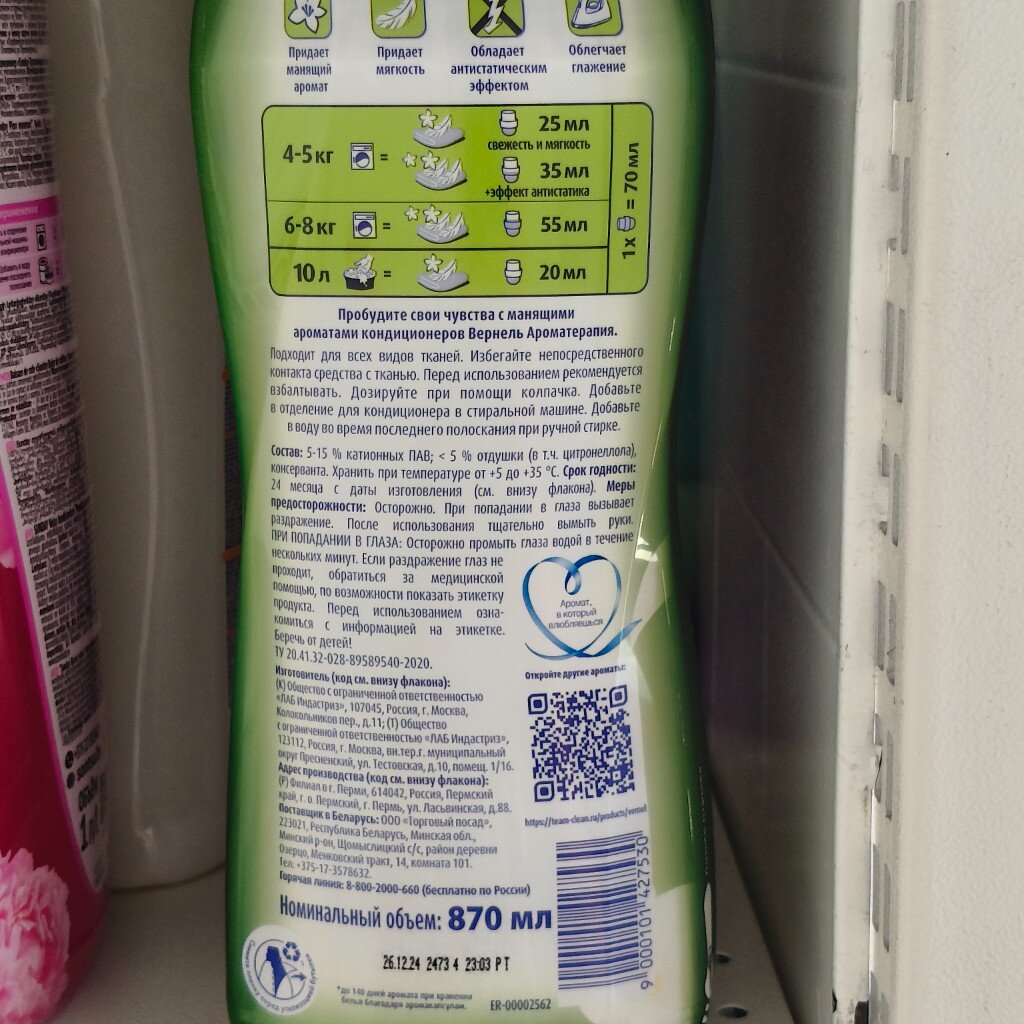 Придает
манящий
аромат
Придает
мягкость
Обладает
антистатическим
эффектом
Облегчает
глажение
4-5 кг =
25 мл
свежесть и мягкость
35 мл
+эффект антистатика
6-8 кг = 55 мл
10 л = 20 мл
1 x = 70 мл
Пробудите свои чувства с манящими
ароматами кондиционеров Вернель Ароматерапия.
Подходит для всех видов тканей. Избегайте непосредственного
контакта средства с тканью. Перед использованием рекомендуется
взбалтывать. Дозируйте при помощи колпачка. Добавьте
в отделение для кондиционера в стиральной машине. Добавьте
в воду во время последнего полоскания при ручной стирке.
Состав: 5-15 % катионных ПАВ; < 5 % отдушки (в т.ч. цитронеллола),
консерванта. Хранить при температуре от +5 до +35 °C. Срок годности:
24 месяца с даты изготовления (см. внизу флакона). Меры
предосторожности: Осторожно. При попадании в глаза вызывает
раздражение. После использования тщательно вымыть руки.
ПРИ ПОПАДАНИИ В ГЛАЗА: Осторожно промыть глаза водой в течение
нескольких минут. Если раздражение глаз не
проходит, обратиться за медицинской
помощью, по возможности показать этикетку
продукта. Перед использованием озна-
комиться с информацией на этикетке.
Беречь от детей!
ТУ 20.41.32-028-89589540-2020.
Аромат,
в который
влюбляешься
Откройте другие ароматы:
https://team-clean.ru/products/vernel
Изготовитель (код см. внизу флакона):
(К) Общество с ограниченной ответственностью
«ЛАБ Индастриз», 107045, Россия, г. Москва,
Колокольников пер., д.11; (Т) Общество
с ограниченной ответственностью «ЛАБ Индастриз»,
123112, Россия, г. Москва, вн.тер.г. муниципальный
округ Пресненский, ул. Тестовская, д.10, помещ. 1/16.
Адрес производства (код см. внизу флакона):
(Р) Филиал в г. Перми, 614042, Россия, Пермский
край, г. о. Пермский, г. Пермь, ул. Ласьвинская, д.88.
Поставщик в Беларусь: ООО «Торговый посад»,
223021, Республика Беларусь, Минская обл.,
Минский р-он, Щомыслицкий с/с, район деревни
Озерцо, Менковский тракт, 14, комната 101.
Тел.: +375-17-3578632.
Горячая линия: 8-800-2000-660 (бесплатно по России)
Номинальный объем: 870 мл
9 000101 427530
26.12.24 2473 4 23:03 P T
*до 140 дней аромата при хранении
белья благодаря аромакапсулам.
ER-00002562